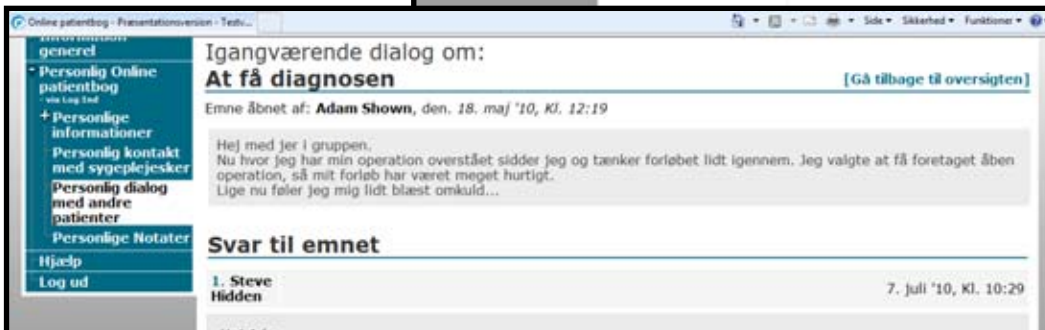 Online patientbog - Præsentationsversion - Testv...
Side Sikkerhed Funktioner
Information
generel
Personlig Online
patientbog
- via Log Ind
+ Personlige
informationer
Personlig kontakt
med sygeplejesker
Personlig dialog
med andre
patienter
Personlige Notater
Hjælp
Log ud
Igangværende dialog om:
At få diagnosen
[Gå tilbage til oversigten]
Emne åbnet af: Adam Shown, den. 18. maj '10, Kl. 12:19
Hej med jer i gruppen.
Nu hvor jeg har min operation overstået sidder jeg og tænker forløbet lidt igennem. Jeg valgte at få foretaget åben
operation, så mit forløb har været meget hurtigt.
Lige nu føler jeg mig lidt blæst omkuld...
Svar til emnet
1. Steve
Hidden
7. juli '10, Kl. 10:29